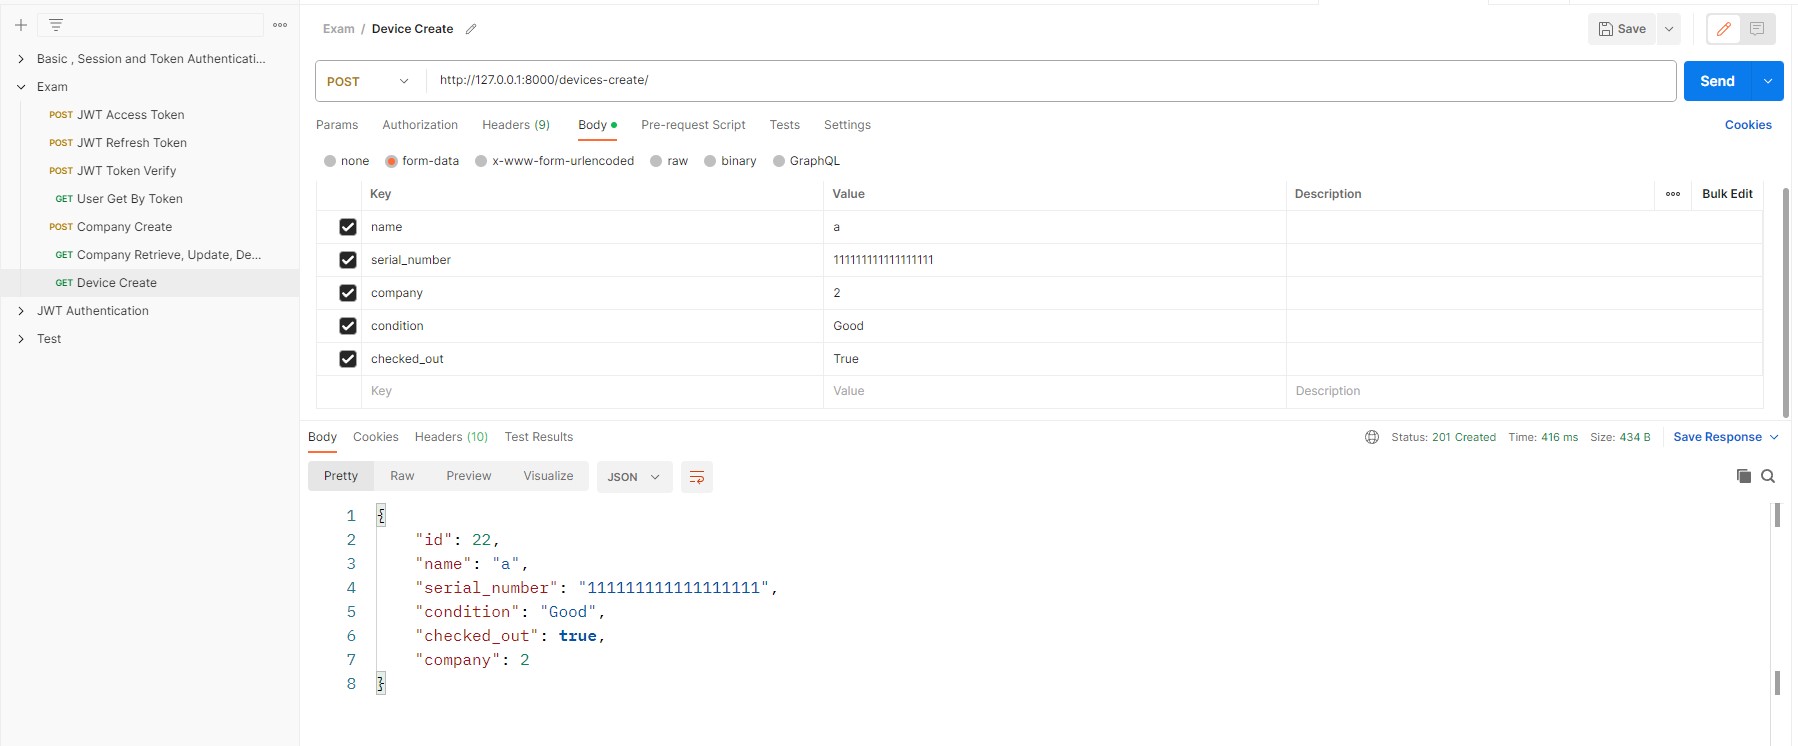 Exam / Device Create
Save
Basic , Session and Token Authenticati...
Exam
POST JWT Access Token
POST JWT Refresh Token
POST JWT Token Verify
GET User Get By Token
POST Company Create
GET Company Retrieve, Update, De...
GET Device Create
JWT Authentication
Test
POST http://127.0.0.1:8000/devices-create/ Send
Params Authorization Headers (9) Body Pre-request Script Tests Settings Cookies
none form-data x-www-form-urlencoded raw binary GraphQL
Key Value Description Bulk Edit
name a
serial_number 111111111111111111
company 2
condition Good
checked_out True
Key Value Description
Body Cookies Headers (10) Test Results Status: 201 Created Time: 416 ms Size: 434 B Save Response
Pretty Raw Preview Visualize JSON
1 {
2 "id": 22,
3 "name": "a",
4 "serial_number": "111111111111111111",
5 "condition": "Good",
6 "checked_out": true,
7 "company": 2
8 }